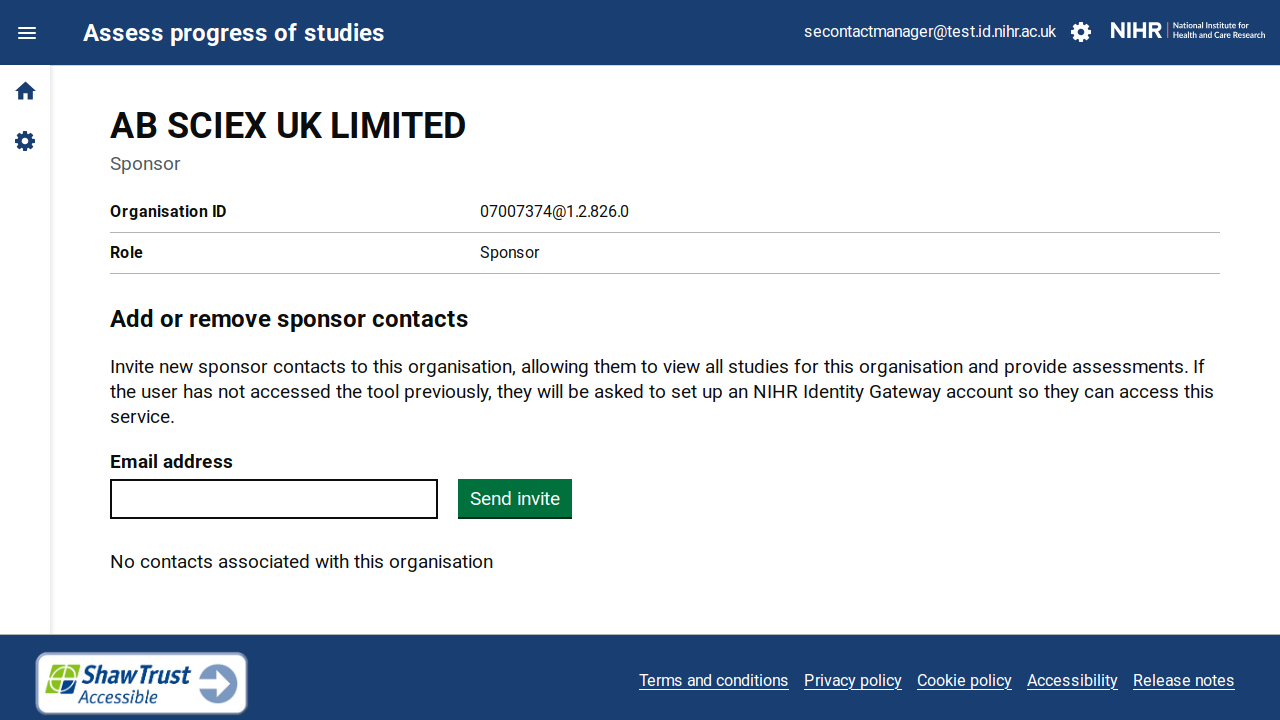 Assess progress of studies
secontactmanager@test.id.nihr.ac.uk
NIHR
National Institute for
Health and Care Research
AB SCIEX UK LIMITED
Sponsor
Organisation ID
07007374@1.2.826.0
Role
Sponsor
Add or remove sponsor contacts
Invite new sponsor contacts to this organisation, allowing them to view all studies for this organisation and provide assessments. If
the user has not accessed the tool previously, they will be asked to set up an NIHR Identity Gateway account so they can access this
service.
Email address
Send invite
No contacts associated with this organisation
ShawTrust
Accessible
Terms and conditions
Privacy policy
Cookie policy
Accessibility
Release notes